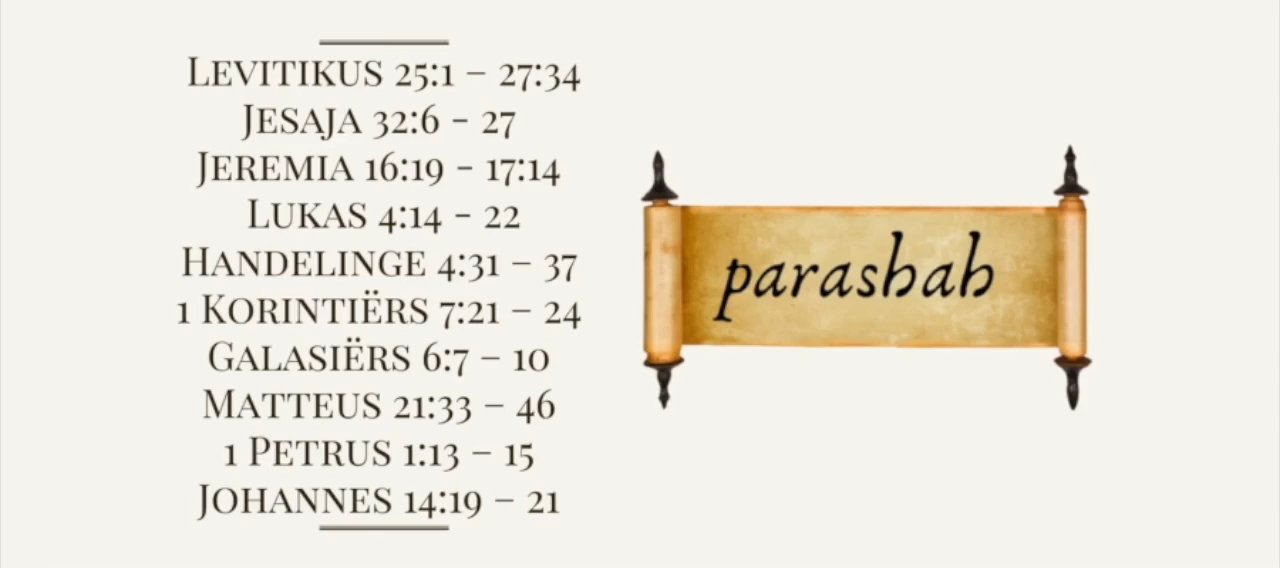 Levitikus 25:1 – 27:34
Jesaja 32:6 - 27
Jeremia 16:19 - 17:14
Lukas 4:14 - 22
Handelinge 4:31 – 37
1 Korintiërs 7:21 – 24
Galasiërs 6:7 – 10
Matteus 21:33 – 46
1 Petrus 1:13 – 15
Johannes 14:19 – 21
parashah